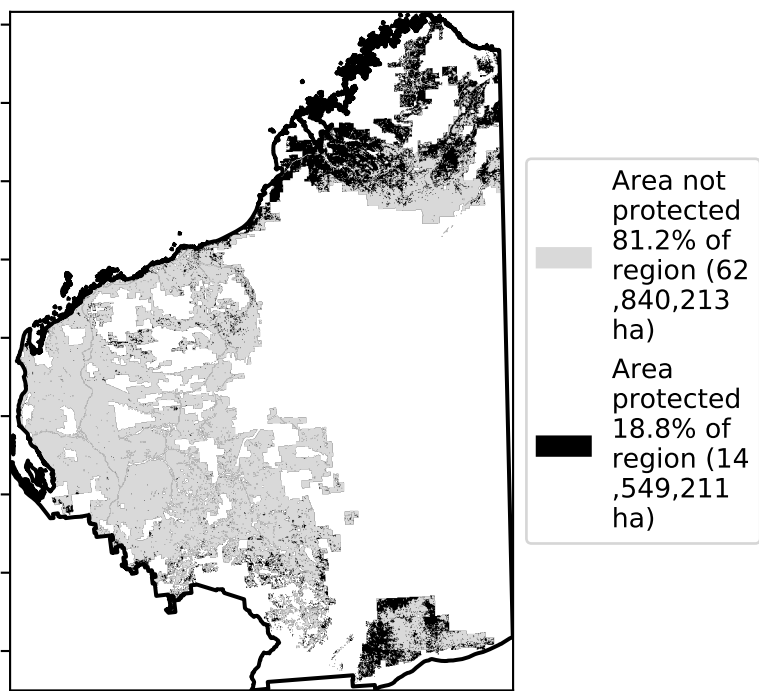 Area not
protected
81.2% of
region (62
,840,213
ha)
Area
protected
18.8% of
region (14
,549,211
ha)